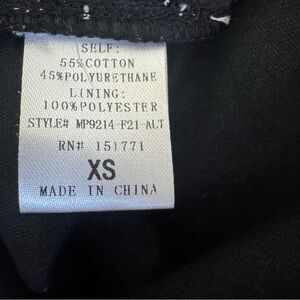 SELF:
55%COTTON
45%POLYURETHANE
LINING:
100%POLYESTER
STYLE# MP9214-F21-ALT
RN# 151771
XS
MADE IN CHINA